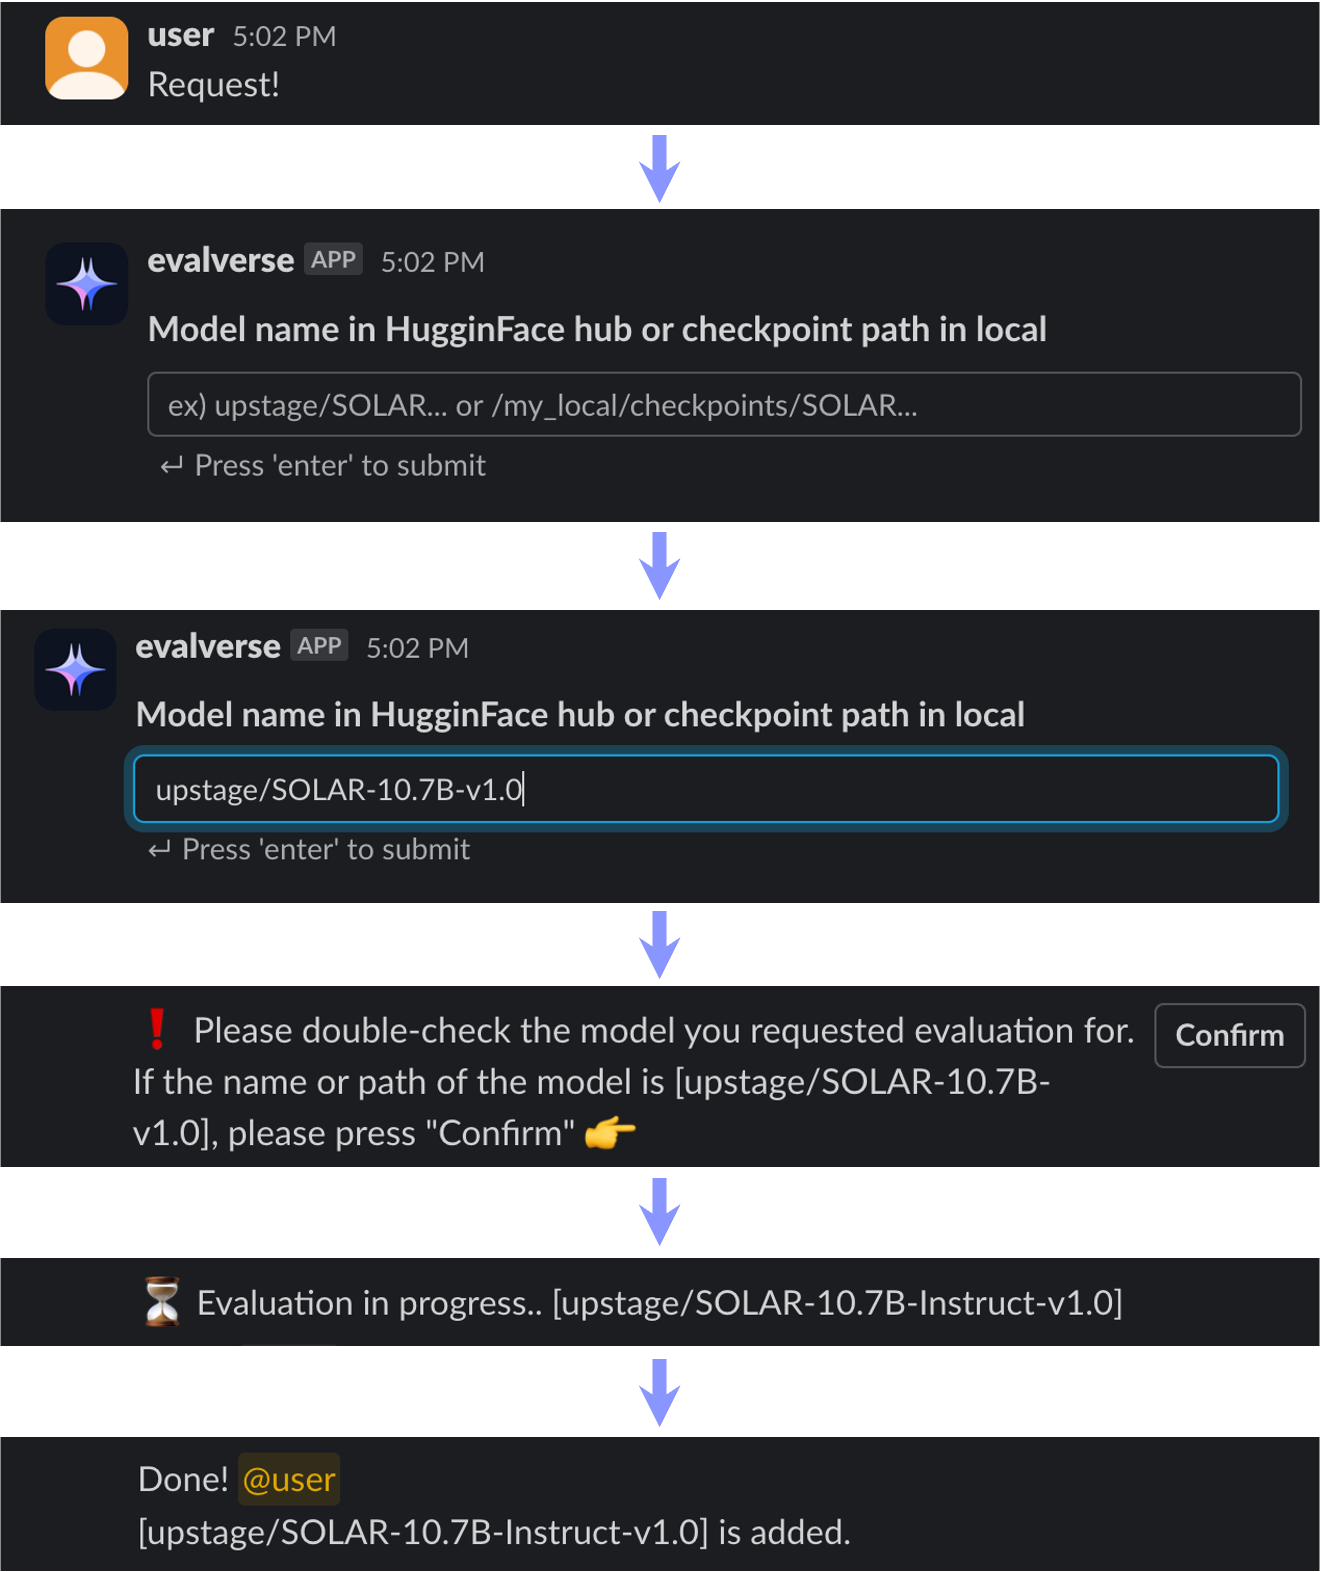 user 5:02 PM
Request!
evalverse APP 5:02 PM
Model name in HugginFace hub or checkpoint path in local
ex) upstage/SOLAR... or /my_local/checkpoints/SOLAR...
↵ Press 'enter' to submit
evalverse APP 5:02 PM
Model name in HugginFace hub or checkpoint path in local
upstage/SOLAR-10.7B-v1.0
↵ Press 'enter' to submit
❗ Please double-check the model you requested evaluation for. Confirm
If the name or path of the model is [upstage/SOLAR-10.7B-
v1.0], please press "Confirm" 👉
⏳ Evaluation in progress.. [upstage/SOLAR-10.7B-Instruct-v1.0]
Done! @user
[upstage/SOLAR-10.7B-Instruct-v1.0] is added.